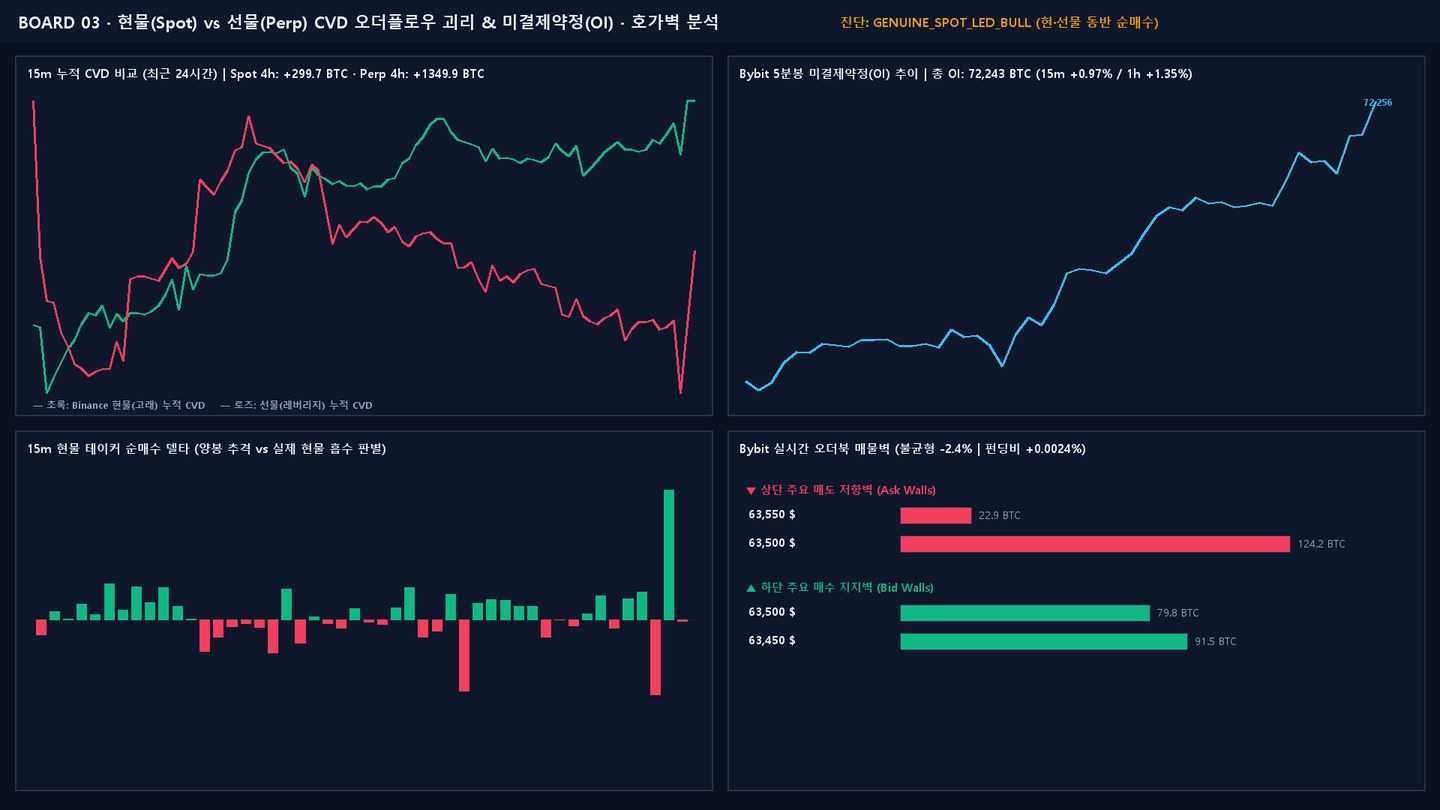 BOARD 03 · 현물(Spot) vs 선물(Perp) CVD 오더플로우 괴리 & 미결제약정(OI) · 호가벽 분석
진단: GENUINE_SPOT_LED_BULL (현·선물 동반 순매수)
15m 누적 CVD 비교 (최근 24시간) | Spot 4h: +299.7 BTC · Perp 4h: +1349.9 BTC
— 초록: Binance 현물(고래) 누적 CVD — 로즈: 선물(레버리지) 누적 CVD
Bybit 5분봉 미결제약정(OI) 추이 | 총 OI: 72,243 BTC (15m +0.97% / 1h +1.35%)
72,256
15m 현물 테이커 순매수 델타 (양봉 추격 vs 실제 현물 흡수 판별)
Bybit 실시간 오더북 매물벽 (불균형 -2.4% | 펀딩비 +0.0024%)
▼ 상단 주요 매도 저항벽 (Ask Walls)
63,550 $ 22.9 BTC
63,500 $ 124.2 BTC
▲ 하단 주요 매수 지지벽 (Bid Walls)
63,500 $ 79.8 BTC
63,450 $ 91.5 BTC